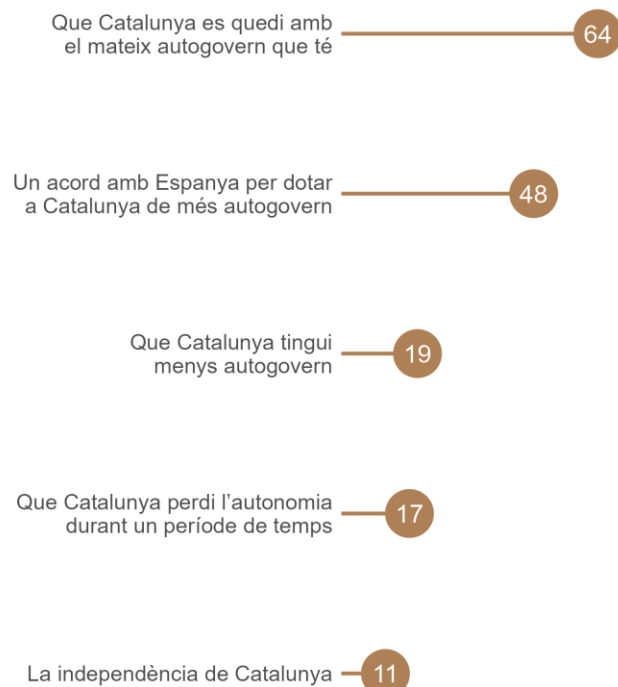 Que Catalunya es quedi amb
el mateix autogovern que té
64
Un acord amb Espanya per dotar
a Catalunya de més autogovern
48
Que Catalunya tingui
menys autogovern
19
Que Catalunya perdi l’autonomia
durant un període de temps
17
La independència de Catalunya
11